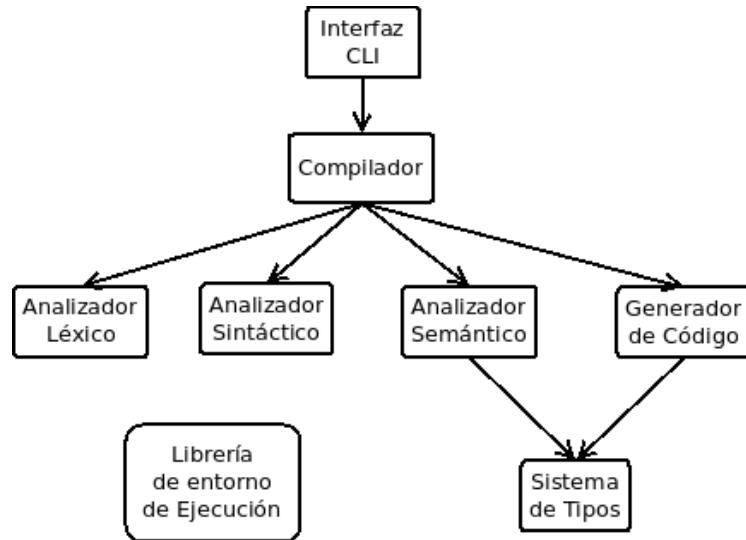 Interfaz
CLI
Compilador
Analizador
Léxico
Analizador
Sintáctico
Analizador
Semántico
Generador
de Código
Librería
de entorno
de Ejecución
Sistema
de Tipos